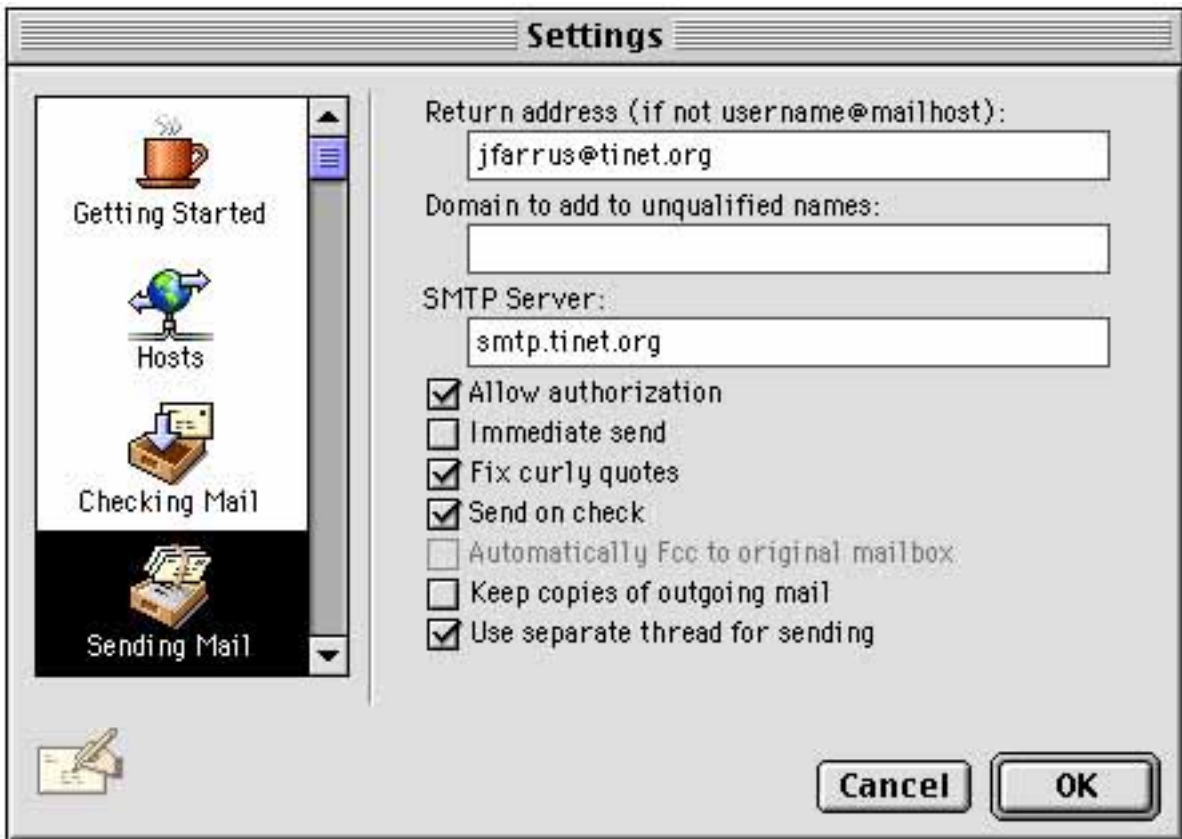 Settings
Getting Started
Hosts
Checking Mail
Sending Mail
Return address (if not username@mailhost):
jfarrus@tinet.org
Domain to add to unqualified names:
SMTP Server:
smtp.tinet.org
Allow authorization
Immediate send
Fix curly quotes
Send on check
Automatically Fcc to original mailbox
Keep copies of outgoing mail
Use separate thread for sending
Cancel
OK